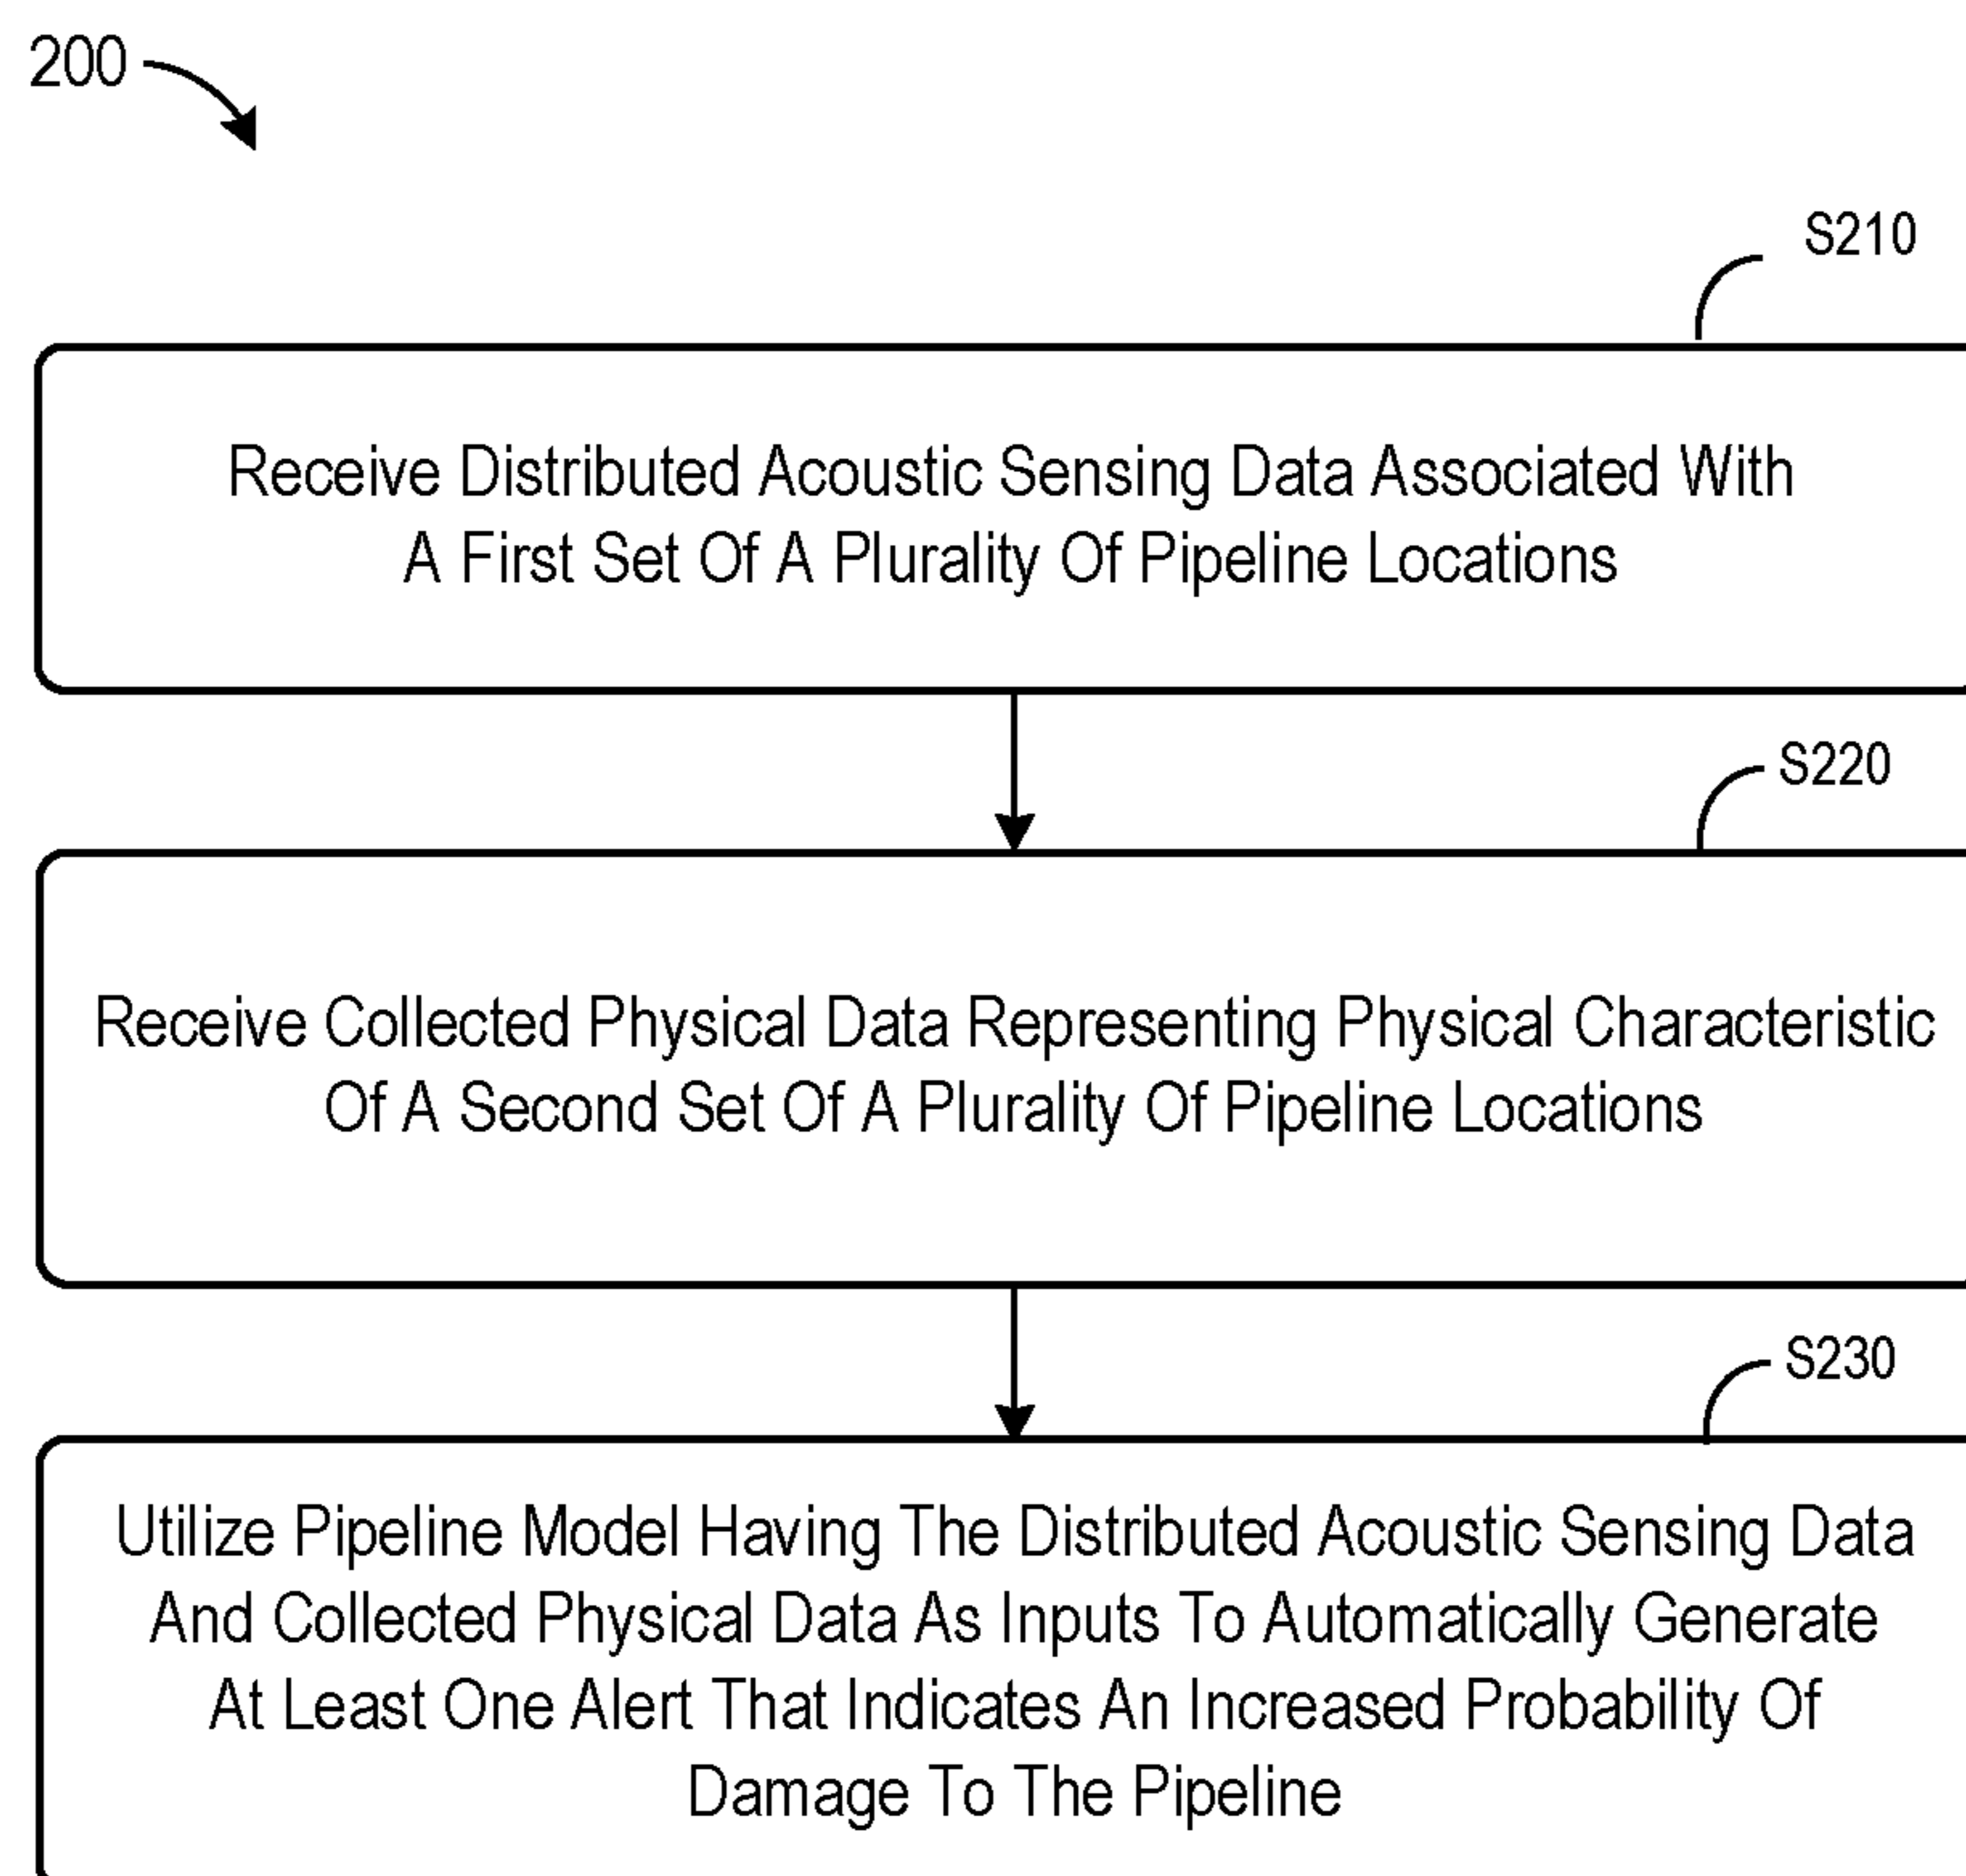 200
S210
Receive Distributed Acoustic Sensing Data Associated With
A First Set Of A Plurality Of Pipeline Locations
S220
Receive Collected Physical Data Representing Physical Characteristic
Of A Second Set Of A Plurality Of Pipeline Locations
S230
Utilize Pipeline Model Having The Distributed Acoustic Sensing Data
And Collected Physical Data As Inputs To Automatically Generate
At Least One Alert That Indicates An Increased Probability Of
Damage To The Pipeline